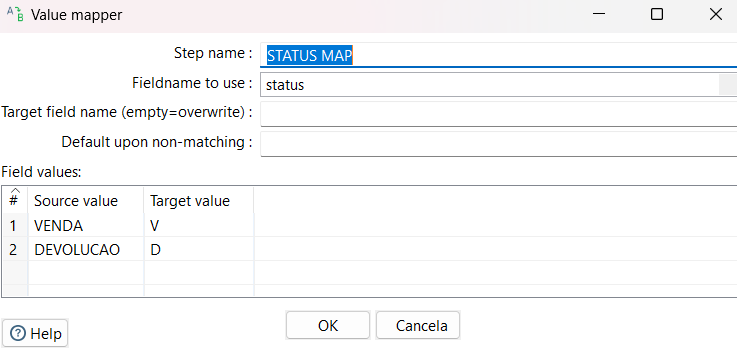 Value mapper
Step name : STATUS MAP
Fieldname to use : status
Target field name (empty=overwrite) :
Default upon non-matching :
Field values:
# Source value Target value
1 VENDA V
2 DEVOLUCAO D
OK Cancela
Help